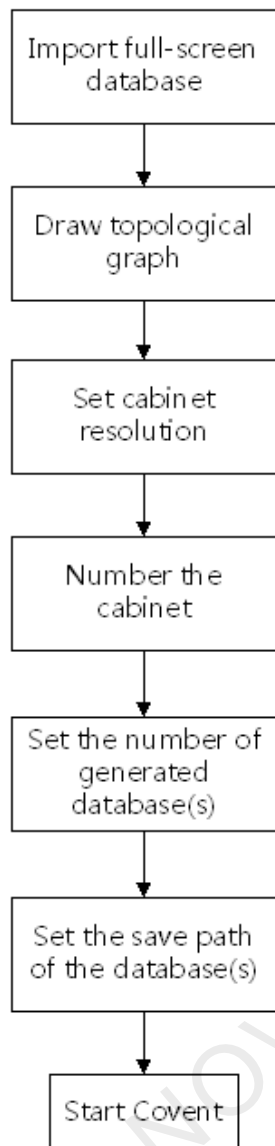 Import full-screen
database
Draw topological
graph
Set cabinet
resolution
Number the
cabinet
Set the number of
generated
database(s)
Set the save path
of the database(s)
Start Covent